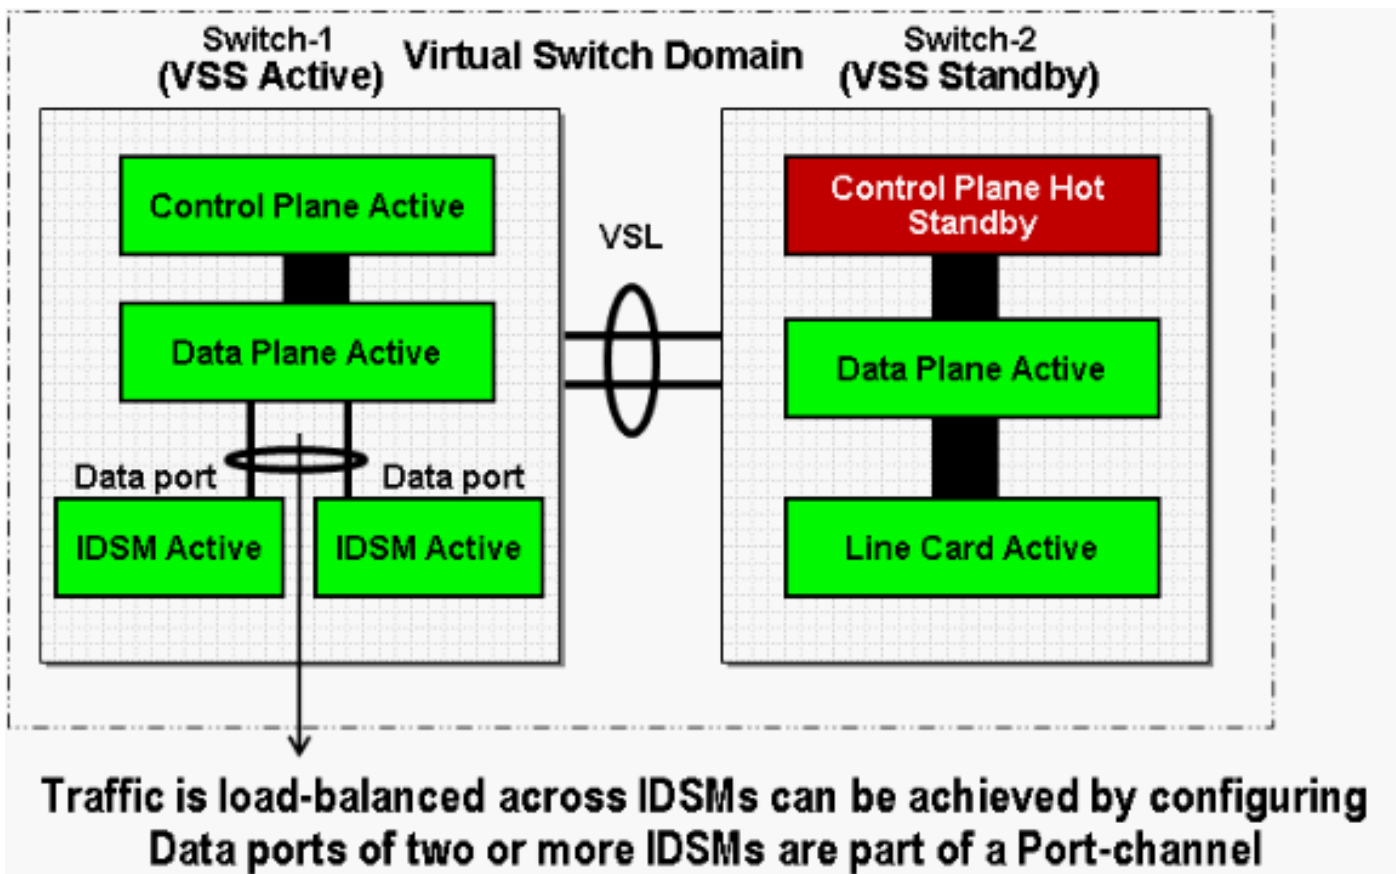 Switch-1
(VSS Active)
Virtual Switch Domain
Switch-2
(VSS Standby)
Control Plane Active
Data Plane Active
Data port
Data port
IDSM Active
IDSM Active
VSL
Control Plane Hot
Standby
Data Plane Active
Line Card Active
Traffic is load-balanced across IDSMs can be achieved by configuring
Data ports of two or more IDSMs are part of a Port-channel